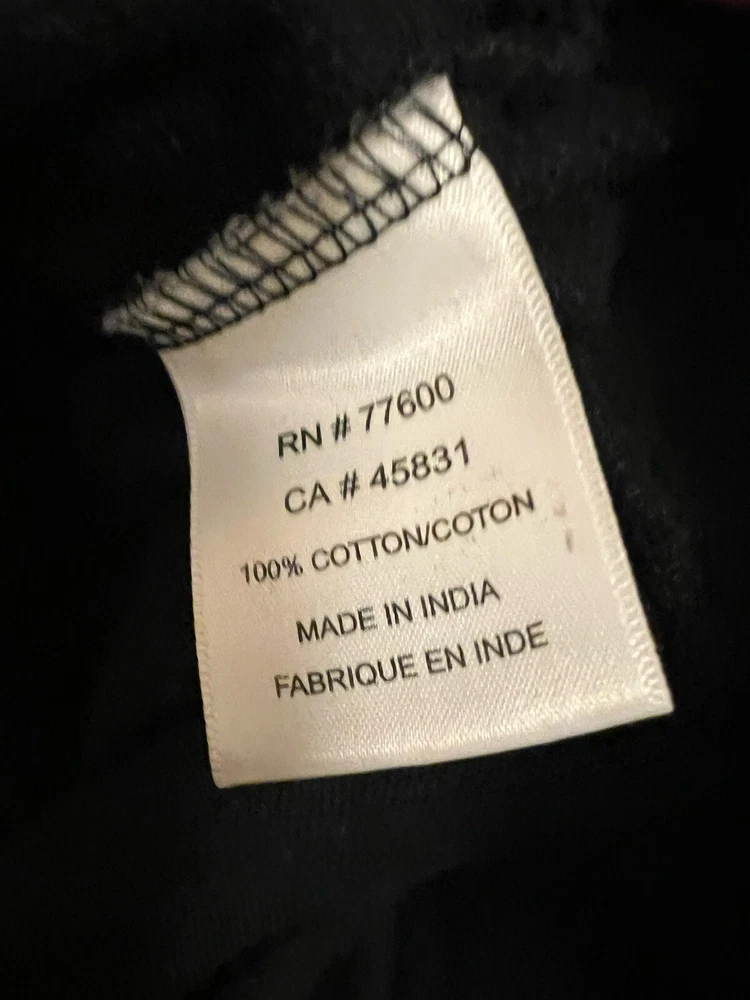 RN # 77600
CA # 45831
100% COTTON/COTON
MADE IN INDIA
FABRIQUE EN INDE